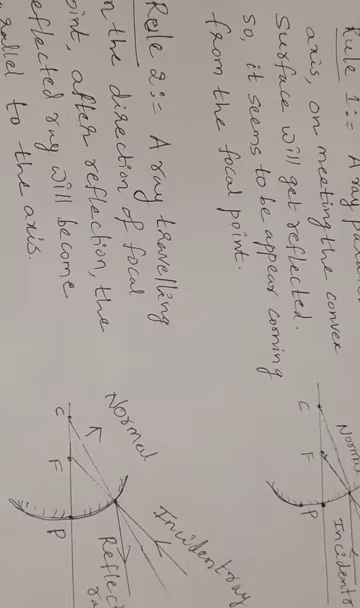 Rule 1:- A ray
axis, on meeting the convex
surface will get reflected.
so, it seems to be appear coming
from the focal point.
Normal
Incident
C
F
P
Rule 2:- A ray travelling
the direction of focal
point, after reflection, the
reflected ray will become
to the axis.
Normal
Incident ray
Reflect
C
F
P